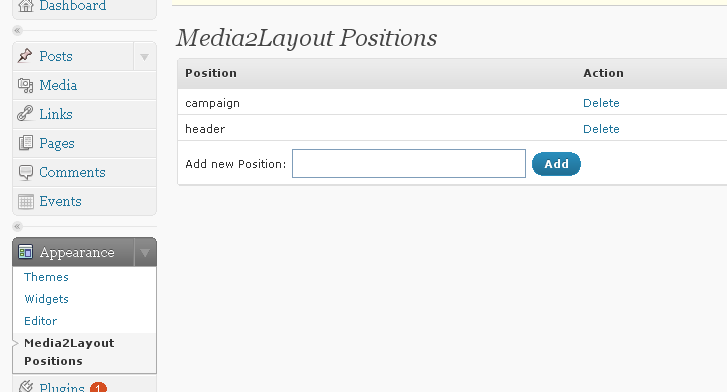 Dashboard
Posts
Media
Links
Pages
Comments
Events
Appearance
Themes
Widgets
Editor
Media2Layout
Positions
Plugins 1
Media2Layout Positions
Position Action
campaign Delete
header Delete
Add new Position: Add